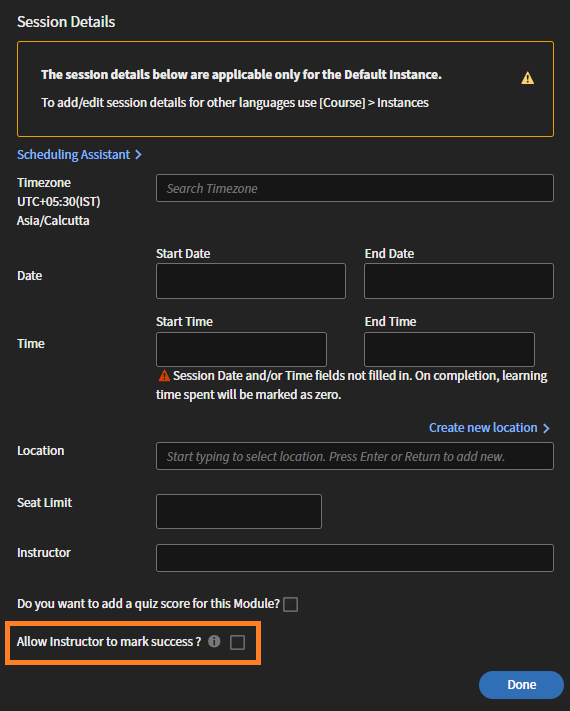 Session Details
The session details below are applicable only for the Default Instance.
To add/edit session details for other languages use [Course] > Instances
Scheduling Assistant >
Timezone
UTC+05:30(IST)
Asia/Calcutta
Search Timezone
Start Date
End Date
Date
Start Time
End Time
Time
Session Date and/or Time fields not filled in. On completion, learning
time spent will be marked as zero.
Create new location >
Location
Start typing to select location. Press Enter or Return to add new.
Seat Limit
Instructor
Do you want to add a quiz score for this Module?
Allow Instructor to mark success ?
Done